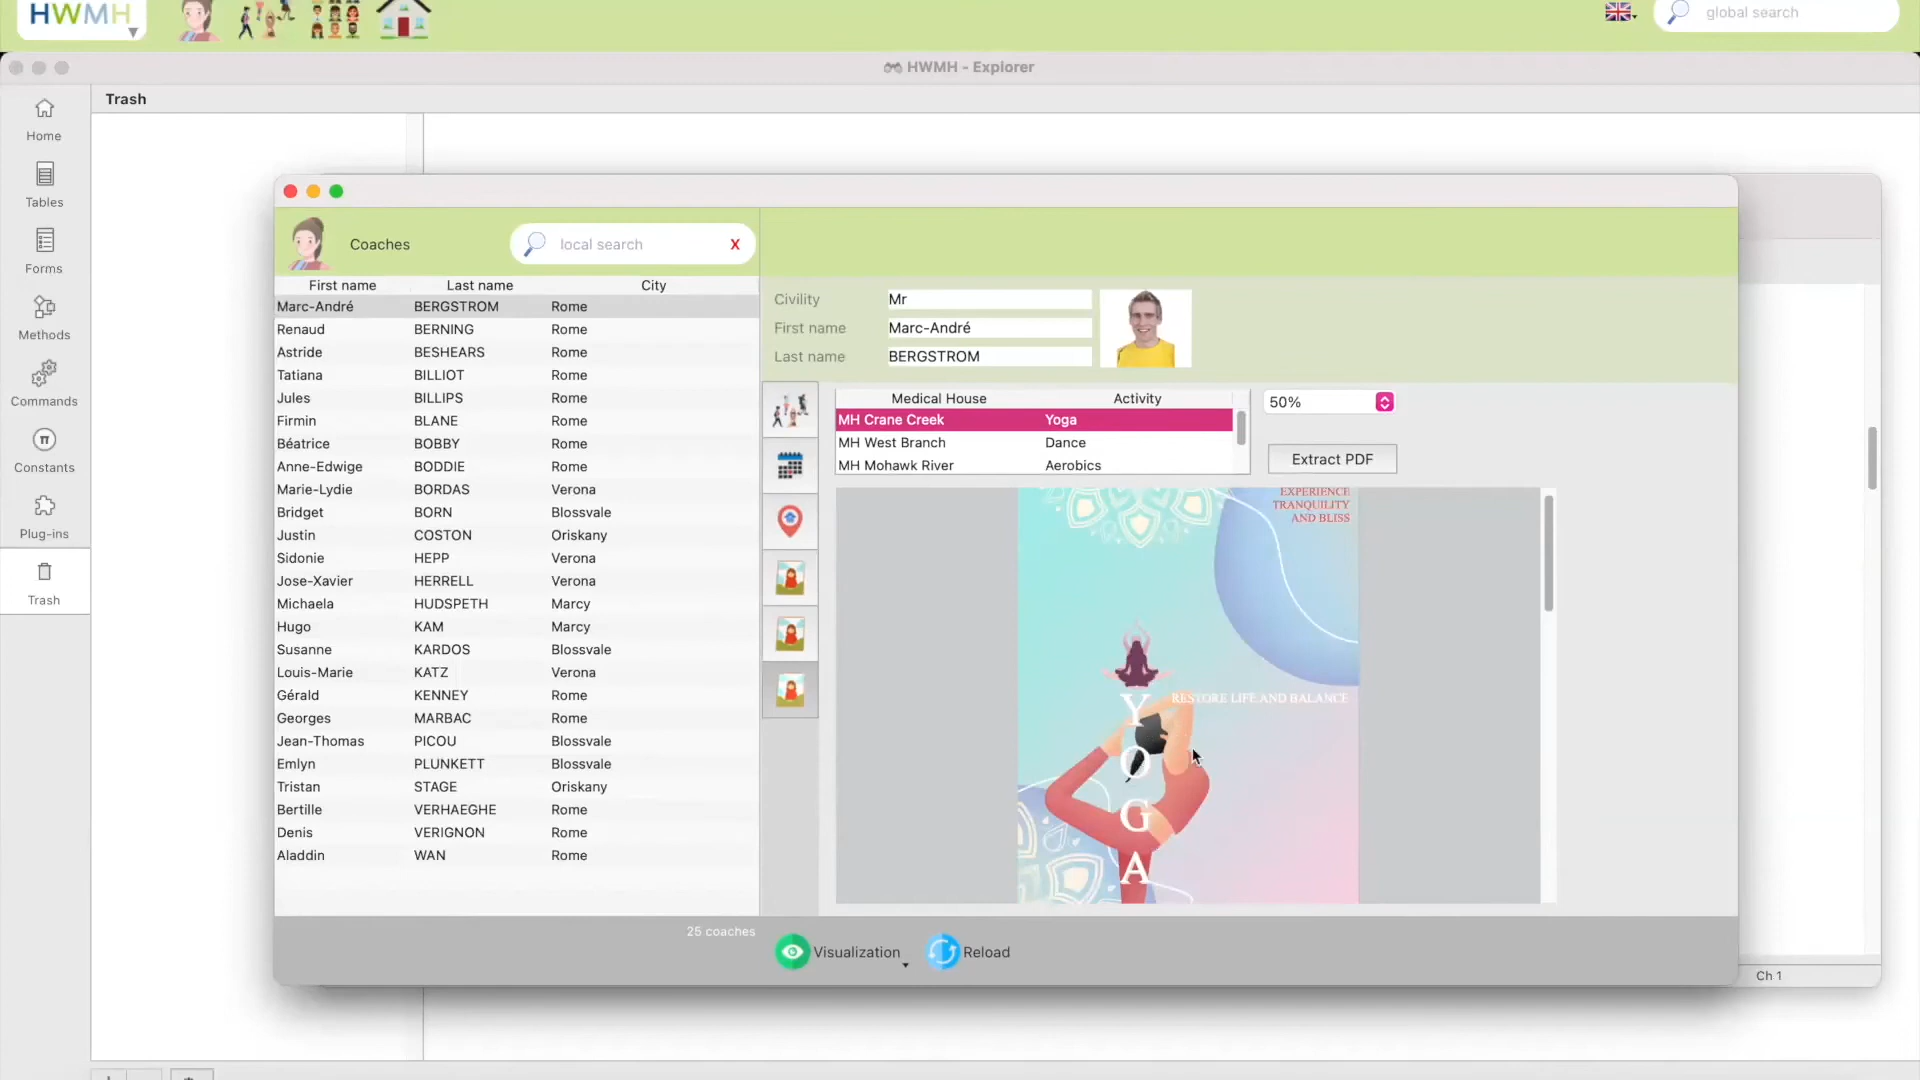 HWMH
global search
HWMH - Explorer
Trash
Home
Tables
Forms
Methods
Commands
Constants
Plug-ins
Trash
Coaches
local search
X
First name Last name City
Marc-André BERGSTROM Rome
Renaud BERNING Rome
Astride BESHEARS Rome
Tatiana BILLIOT Rome
Jules BILLIPS Rome
Firmin BLANE Rome
Béatrice BOBBY Rome
Anne-Edwige BODDIE Rome
Marie-Lydie BORDAS Verona
Bridget BORN Blossvale
Justin COSTON Oriskany
Sidonie HEPP Verona
Jose-Xavier HERRELL Verona
Michaela HUDSPETH Marcy
Hugo KAM Marcy
Susanne KARDOS Blossvale
Louis-Marie KATZ Verona
Gérald KENNEY Rome
Georges MARBAC Rome
Jean-Thomas PICOU Blossvale
Emlyn PLUNKETT Blossvale
Tristan STAGE Oriskany
Bertille VERHAEGHE Rome
Denis VERIGNON Rome
Aladdin WAN Rome
25 coaches
Civility Mr
First name Marc-André
Last name BERGSTROM
Medical House Activity
MH Crane Creek Yoga
MH West Branch Dance
MH Mohawk River Aerobics
50%
Extract PDF
EXPERIENCE
TRANQUILITY
AND BLISS
RESTORE LIFE AND BALANCE
Y
O
G
A
Visualization
Reload
Ch 1